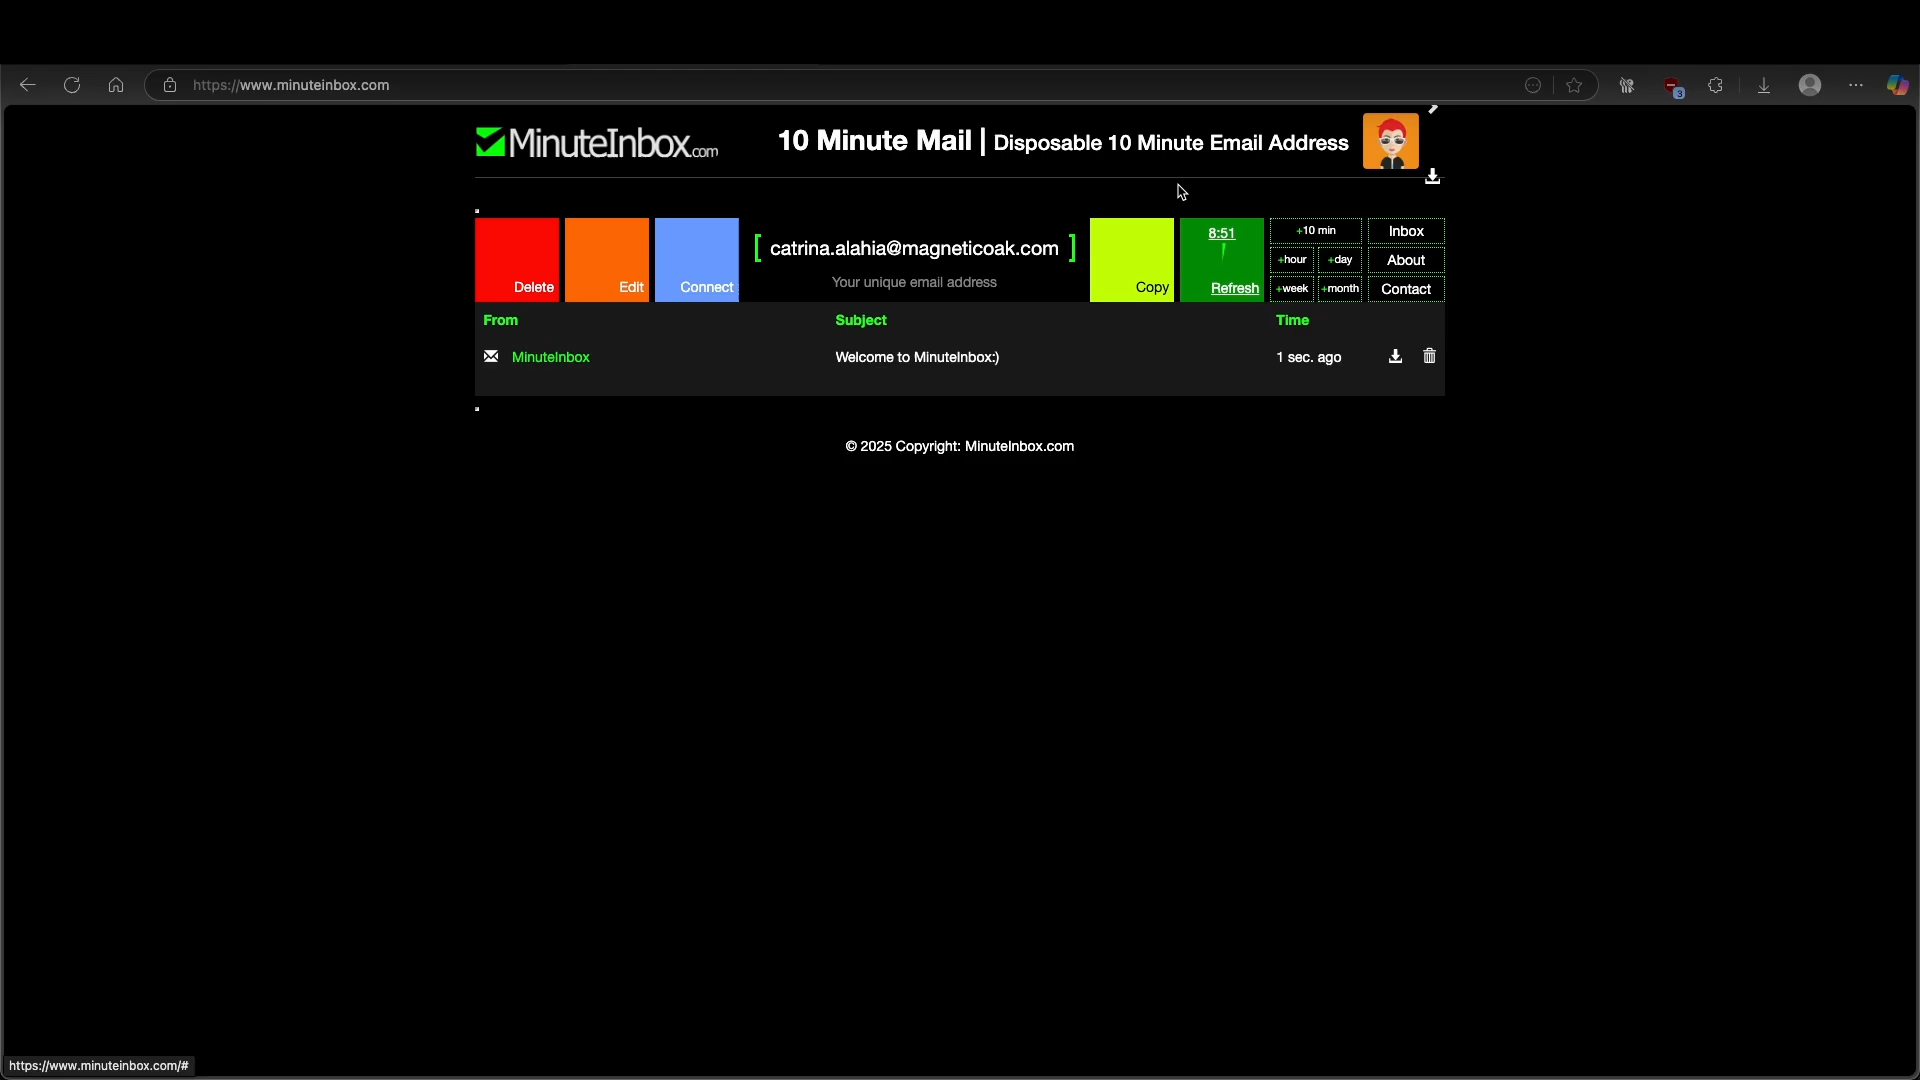 https://www.minuteinbox.com
3
MinuteInbox.com
10 Minute Mail | Disposable 10 Minute Email Address
Delete
Edit
Connect
[ catrina.alahia@magneticoak.com ]
Your unique email address
Copy
8:51
Refresh
+10 min
+hour
+day
+week
+month
Inbox
About
Contact
From Subject Time
MinuteInbox Welcome to MinuteInbox:) 1 sec. ago
© 2025 Copyright: MinuteInbox.com
https://www.minuteinbox.com/#